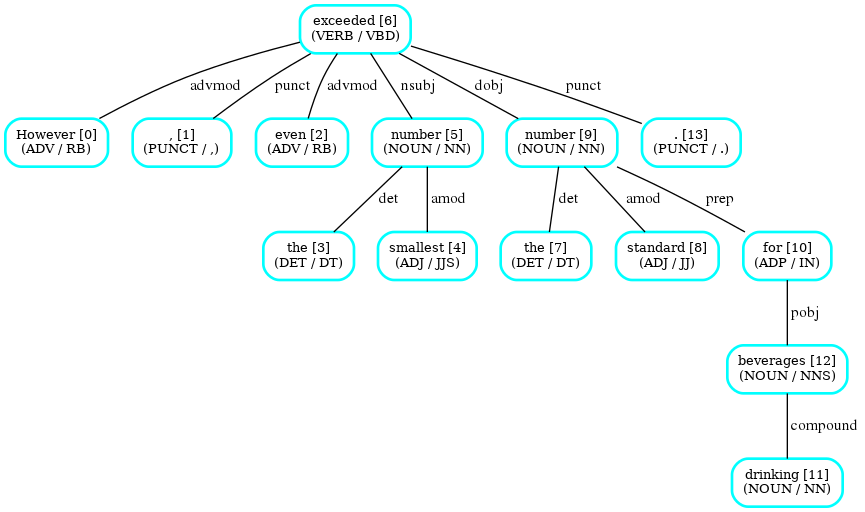 exceeded [6]
(VERB / VBD)
advmod
punct
advmod
nsubj
dobj
punct
However [0]
(ADV / RB)
, [1]
(PUNCT / ,)
even [2]
(ADV / RB)
number [5]
(NOUN / NN)
number [9]
(NOUN / NN)
. [13]
(PUNCT / .)
det
amod
det
amod
prep
the [3]
(DET / DT)
smallest [4]
(ADJ / JJS)
the [7]
(DET / DT)
standard [8]
(ADJ / JJ)
for [10]
(ADP / IN)
pobj
beverages [12]
(NOUN / NNS)
compound
drinking [11]
(NOUN / NN)